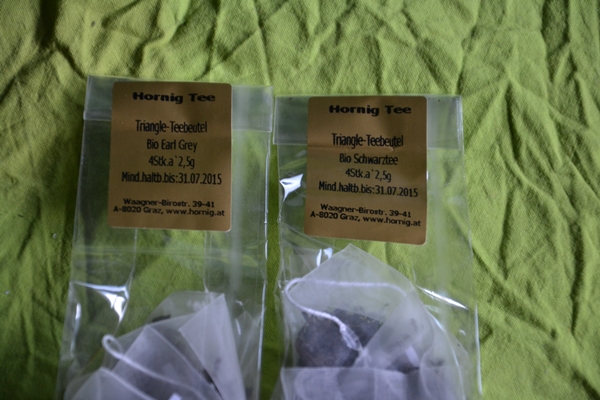 Hornig Tee
Triangle-Teebeutel
Bio Earl Grey
4Stk.a`2,5g
Mind.haltb.bis:31.07.2015
Waagner-Birostr. 39-41
A-8020 Graz, www.hornig.at
Hornig Tee
Triangle-Teebeutel
Bio Schwarztee
4Stk.a`2,5g
Mind.haltb.bis:31.07.2015
Waagner-Birostr. 39-41
A-8020 Graz, www.hornig.at